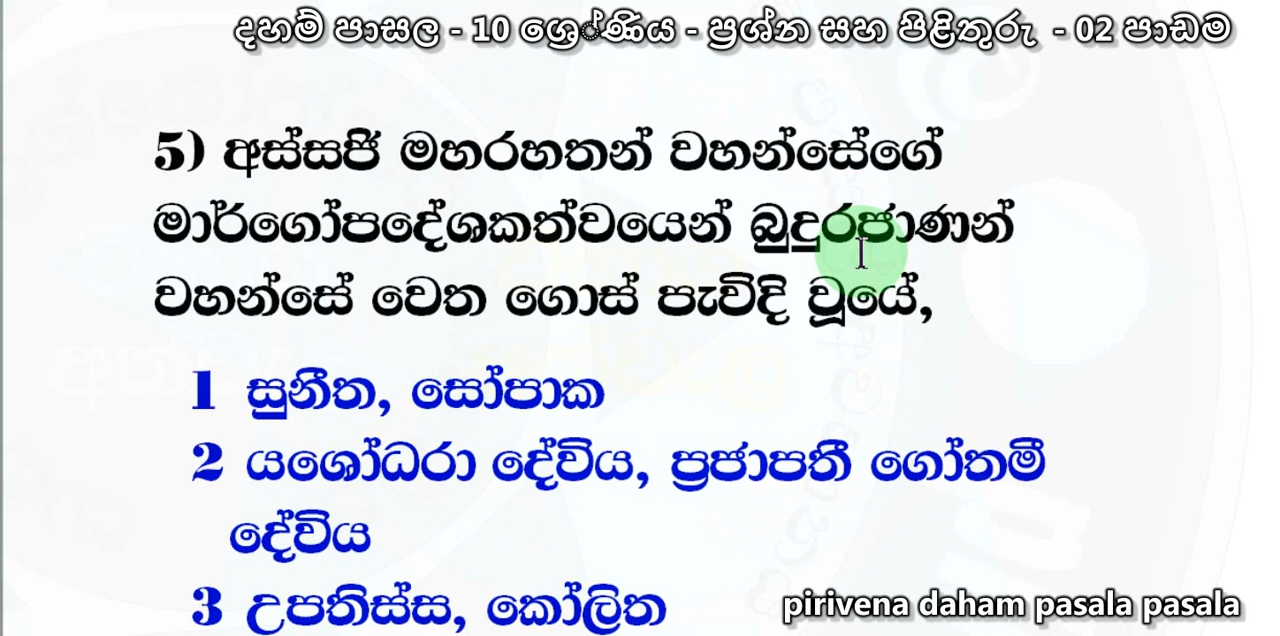 දහම් පාසල - 10 ශ්‍රේණිය - ප්‍රශ්න සහ පිළිතුරු - 02 පාඩම
5) අස්සජි මහරහතන් වහන්සේගේ
මාර්ගෝපදේශකත්වයෙන් බුදුරජාණන්
වහන්සේ වෙත ගොස් පැවිදි වූයේ,
1 සුනීත, සෝපාක
2 යශෝධරා දේවිය, ප්‍රජාපතී ගෝතමී
දේවිය
3 උපතිස්ස, කෝලිත
pirivena daham pasala pasala